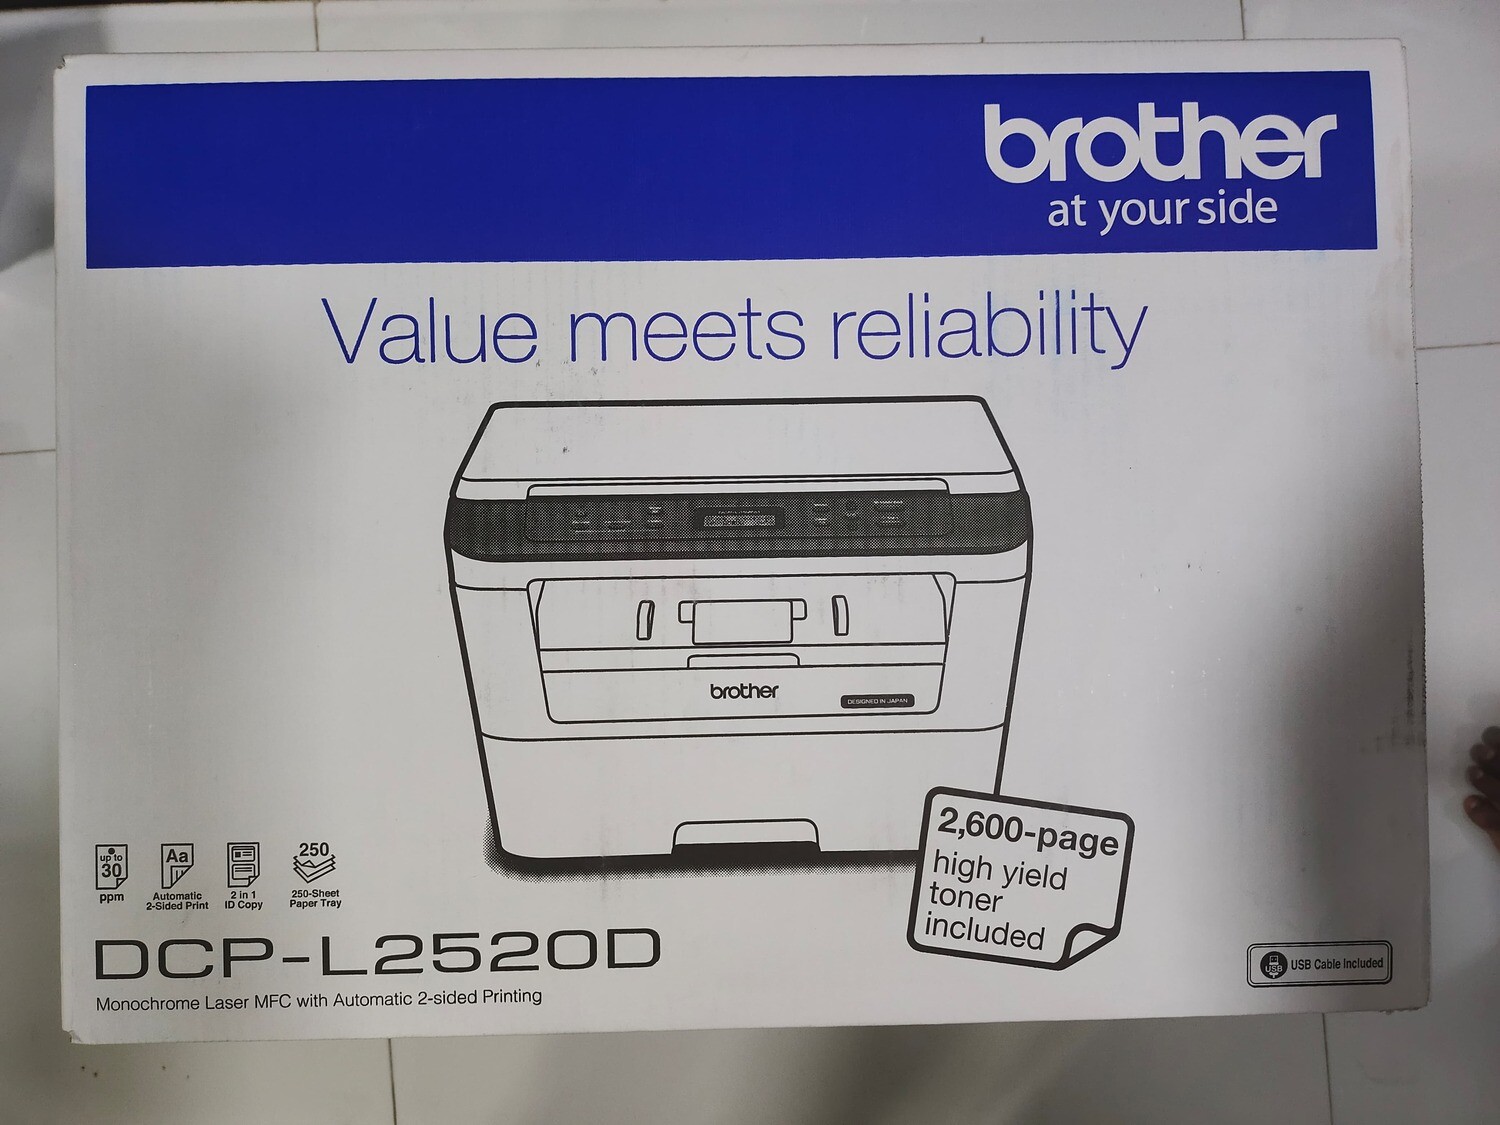 brother
at your side
Value meets reliability
brother
DESIGNED IN JAPAN
2,600-page
high yield
toner
included
up to
30
ppm
Aa
Automatic
2-Sided Print
2 in 1
ID Copy
250
250-Sheet
Paper Tray
DCP-L2520D
Monochrome Laser MFC with Automatic 2-sided Printing
USB
USB Cable Included